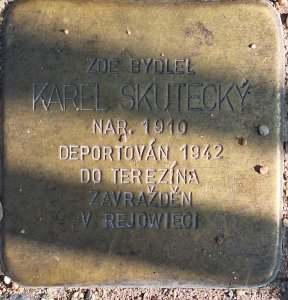 ZDE BYDLEL
KAREL SKUTECKÝ
NAR. 1910
DEPORTOVÁN 1942
DO TEREZÍNA
ZAVRAŽDĚN
V REJOWIECI